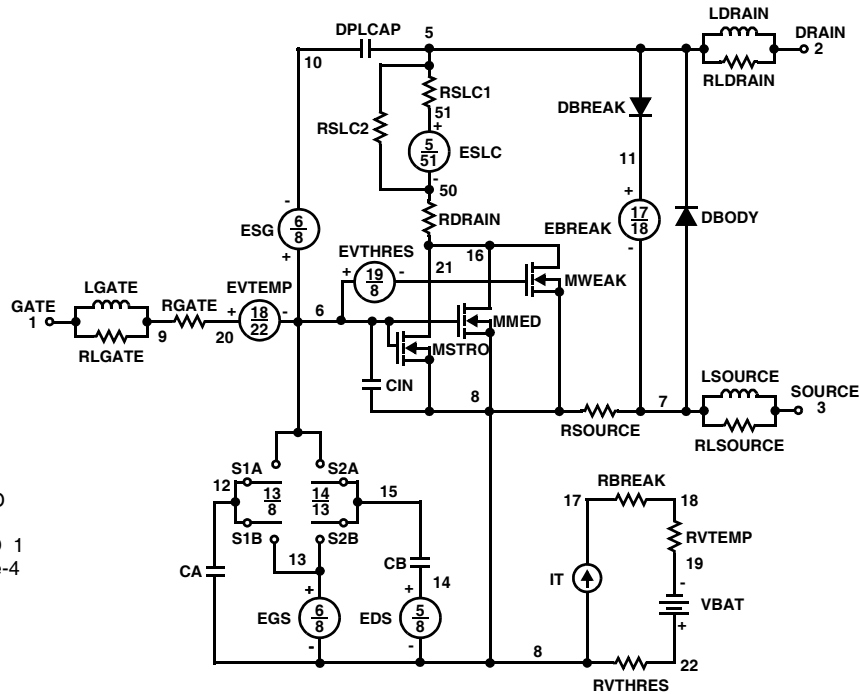 LDRAIN
DPLCAP 5 DRAIN
10 2
RSLC1 RLDRAIN
51 DBREAK
RSLC2 +
5
51 ESLC 11
-
50
- +
RDRAIN 17
18
6
8 ESG EBREAK DBODY
EVTHRES 16 -
+ + 19
8 - 21 MWEAK
LGATE EVTEMP
GATE RGATE + 18
22 - 6 MMED
1 9 20 MSTRO
RLGATE LSOURCE
CIN 8 7 SOURCE
3
RSOURCE
RLSOURCE
S1A S2A RBREAK
12 13
8 14
13 15 17 18
S1B S2B RVTEMP
13 CB 19
CA 14 IT -
+ + VBAT
EGS 6
8 EDS 5
8 +
- - 8 22
RVTHRES
O
O 1
e-4